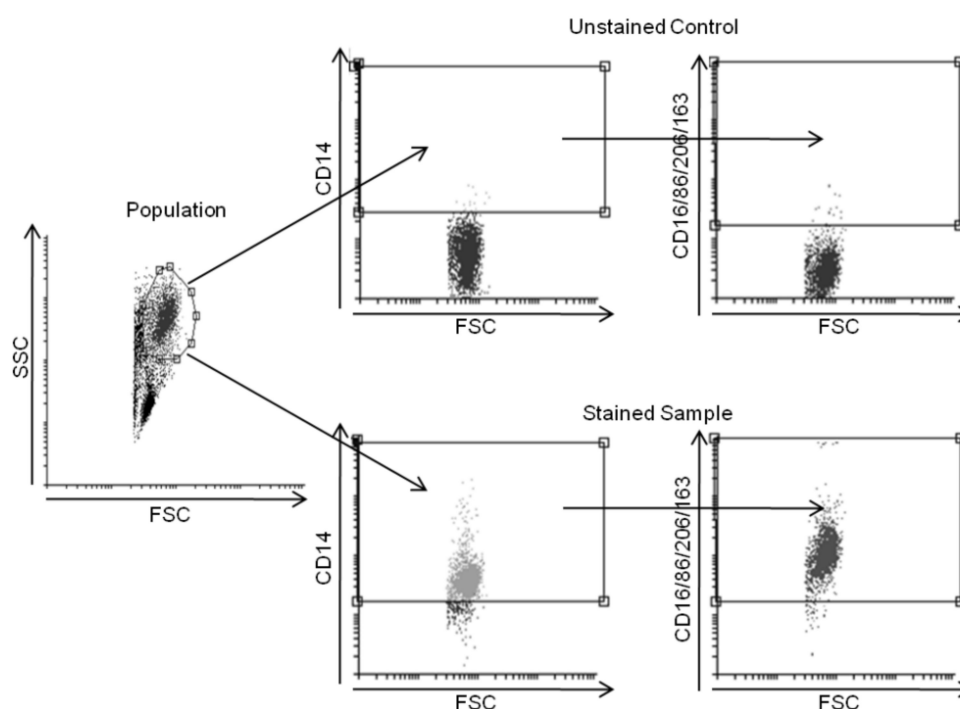 Unstained Control
CD14
FSC
CD16/86/206/163
FSC
Population
SSC
FSC
Stained Sample
CD14
FSC
CD16/86/206/163
FSC